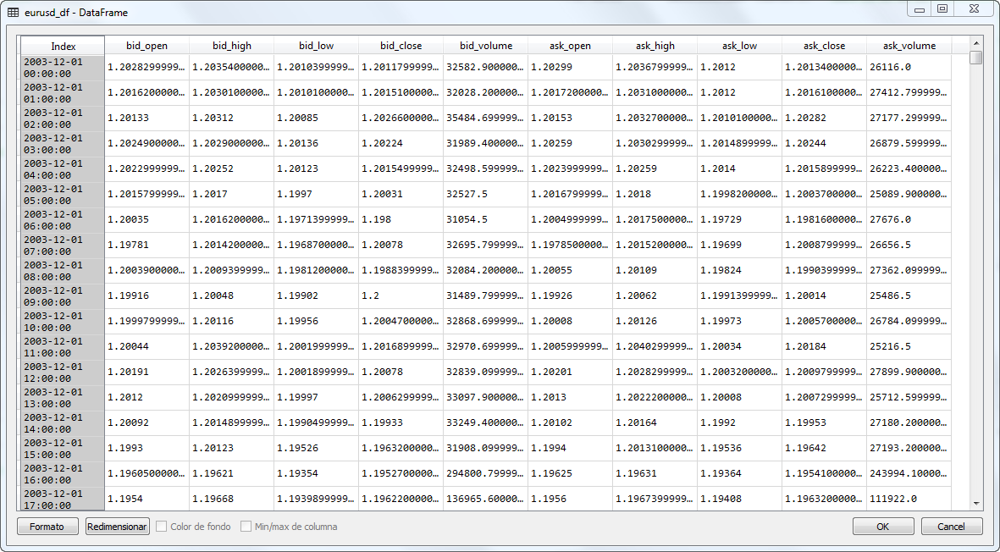 eurusd_df - DataFrame
Index bid_open bid_high bid_low bid_close bid_volume ask_open ask_high ask_low ask_close ask_volume
2003-12-01 00:00:00 1.2028299999... 1.2035400000... 1.2010399999... 1.2011799999... 32582.900000... 1.20299 1.2036799999... 1.2012 1.2013400000... 26116.0
2003-12-01 01:00:00 1.2016200000... 1.2030100000... 1.2010100000... 1.2015100000... 32028.200000... 1.2017200000... 1.2031000000... 1.2012 1.2016100000... 27412.799999...
2003-12-01 02:00:00 1.20133 1.20312 1.20085 1.2026600000... 35484.699999... 1.20153 1.2032700000... 1.2010100000... 1.20282 27177.299999...
2003-12-01 03:00:00 1.2024900000... 1.2029000000... 1.20136 1.20224 31989.400000... 1.20259 1.2030299999... 1.2014899999... 1.20244 26879.599999...
2003-12-01 04:00:00 1.2022999999... 1.20252 1.20123 1.2015499999... 32498.599999... 1.2023999999... 1.20259 1.2014 1.2015899999... 26223.400000...
2003-12-01 05:00:00 1.2015799999... 1.2017 1.1997 1.20031 32527.5 1.2016799999... 1.2018 1.1998200000... 1.2003700000... 25089.900000...
2003-12-01 06:00:00 1.20035 1.2016200000... 1.1971399999... 1.198 31054.5 1.2004999999... 1.2017500000... 1.19729 1.1981600000... 27676.0
2003-12-01 07:00:00 1.19781 1.2014200000... 1.1968700000... 1.20078 32695.799999... 1.1978500000... 1.2015200000... 1.19699 1.2008799999... 26656.5
2003-12-01 08:00:00 1.2003900000... 1.2009399999... 1.1981200000... 1.1988399999... 32084.200000... 1.20055 1.20109 1.19824 1.1990399999... 27362.099999...
2003-12-01 09:00:00 1.19916 1.20048 1.19902 1.2 31489.799999... 1.19926 1.20062 1.1991399999... 1.20014 25486.5
2003-12-01 10:00:00 1.1999799999... 1.20116 1.19956 1.2004700000... 32868.699999... 1.20008 1.20126 1.19973 1.2005700000... 26784.099999...
2003-12-01 11:00:00 1.20044 1.2039200000... 1.2001999999... 1.2016899999... 32970.699999... 1.2005999999... 1.2040299999... 1.20034 1.20184 25216.5
2003-12-01 12:00:00 1.20191 1.2026399999... 1.2001899999... 1.20078 32839.099999... 1.20201 1.2028299999... 1.2003200000... 1.2009799999... 27899.900000...
2003-12-01 13:00:00 1.2012 1.2020999999... 1.19997 1.2006299999... 33097.900000... 1.2013 1.2022200000... 1.20008 1.2007299999... 25712.599999...
2003-12-01 14:00:00 1.20092 1.2014899999... 1.1990499999... 1.19933 33249.400000... 1.20102 1.20164 1.1992 1.19953 27180.200000...
2003-12-01 15:00:00 1.1993 1.20123 1.19526 1.1963200000... 31908.099999... 1.1994 1.2013100000... 1.19536 1.19642 27193.200000...
2003-12-01 16:00:00 1.1960500000... 1.19621 1.19354 1.1952700000... 294800.79999... 1.19625 1.19631 1.19364 1.1954100000... 243994.10000...
2003-12-01 17:00:00 1.1954 1.19668 1.1939899999... 1.1962200000... 136965.60000... 1.1956 1.1967399999... 1.19408 1.1963200000... 111922.0
Formato Redimensionar Color de fondo Min/max de columna OK Cancel